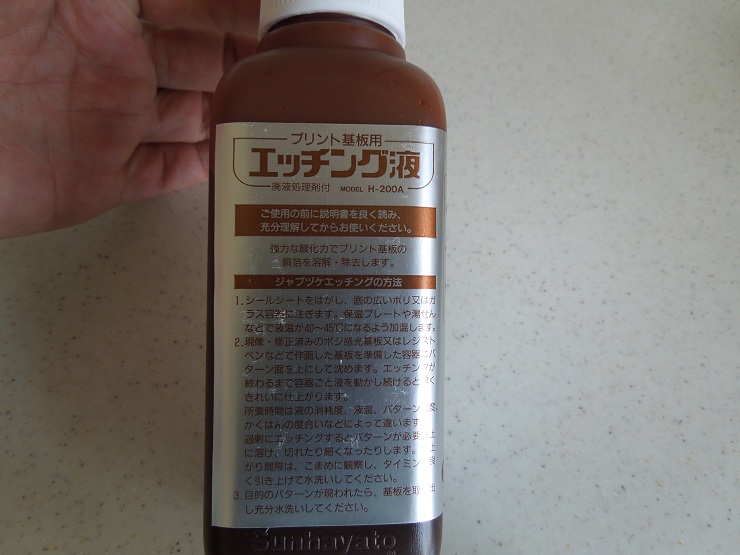 プリント基板用
エッチング液
廃液処理剤付 MODEL H-200A
ご使用の前に説明書を良く読み、
充分理解してからお使いください。
強力な酸化力でプリント基板の
銅箔を溶解・除去します。
ジャブヅケエッチングの方法
1.シールシートをはがし、底の広いポリ又はガ
ラス容器に注ぎます。保温プレートや湯せん
などで液温が40〜45℃になるよう加温します。
2.現像・修正済みのポジ感光基板又はレジスト
ペンなどで作画した基板を準備した容器にパ
ターン面を上にして沈めます。エッチングが
終わるまで容器ごと液を動かし続けると早く
きれいに仕上がります。
所要時間は液の消耗度、液温、パターン
かくはんの度合いなどによって違います
過剰にエッチングするとパターンが必要
に溶け、切れたり細くなったりします。
がり間際は、こまめに観察し、タイミン
く引き上げて水洗いしてください。
3.目的のパターンが現われたら、基板を取
し充分水洗いしてください。
Sunhayato